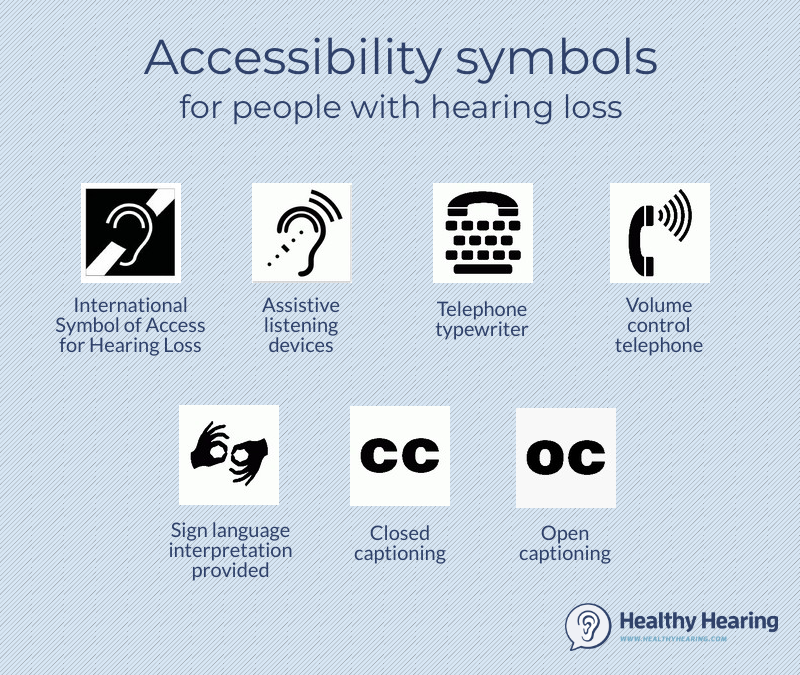 Accessibility symbols
for people with hearing loss
International
Symbol of Access
for Hearing Loss
Assistive
listening
devices
Telephone
typewriter
Volume
control
telephone
cc
oc
Sign language
interpretation
provided
Closed
captioning
Open
captioning
Healthy Hearing
WWW.HEALTHYHEARING.COM